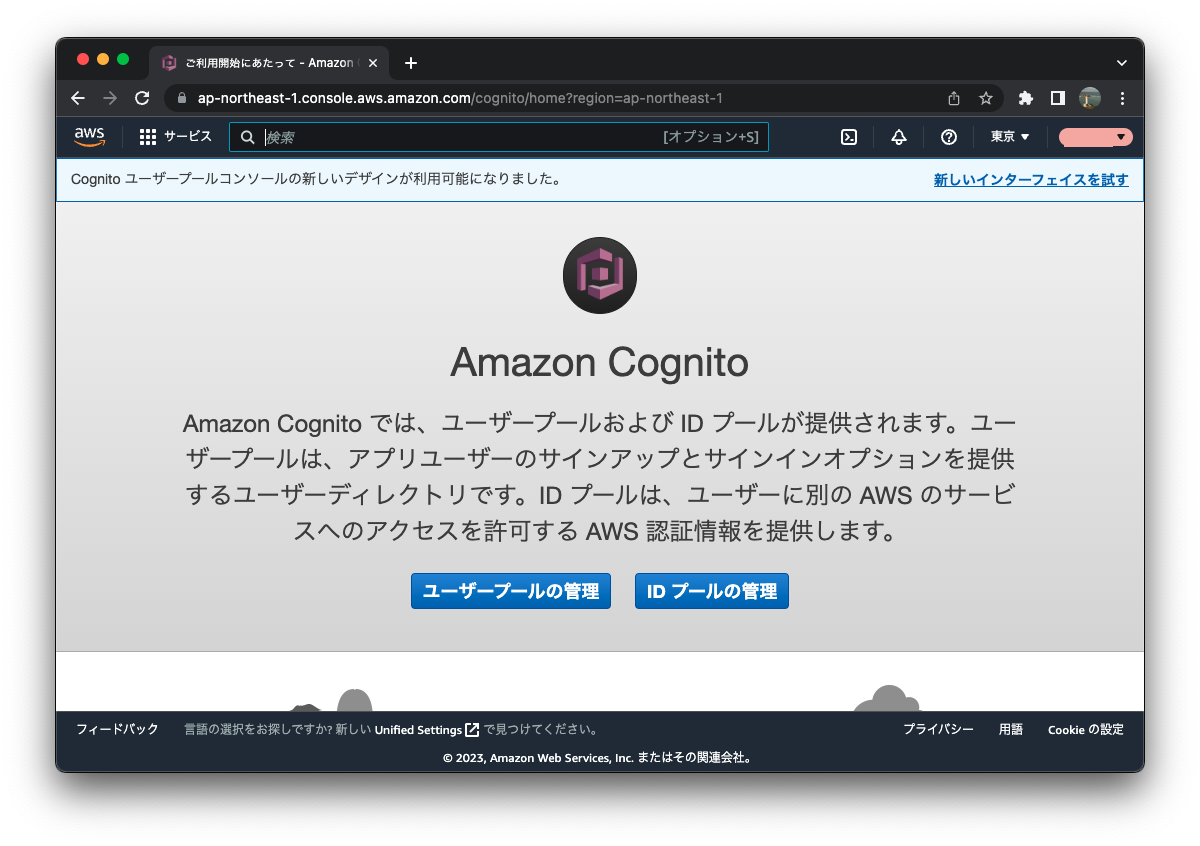 ご利用開始にあたって - Amazon
ap-northeast-1.console.aws.amazon.com/cognito/home?region=ap-northeast-1
aws サービス 検索 [オプション+S] 東京
Cognito ユーザープールコンソールの新しいデザインが利用可能になりました。 新しいインターフェイスを試す
Amazon Cognito
Amazon Cognito では、ユーザープールおよび ID プールが提供されます。ユー
ザープールは、アプリユーザーのサインアップとサインインオプションを提供
するユーザーディレクトリです。ID プールは、ユーザーに別の AWS のサービ
スへのアクセスを許可する AWS 認証情報を提供します。
ユーザープールの管理 ID プールの管理
フィードバック 言語の選択をお探しですか? 新しい Unified Settings で見つけてください。 プライバシー 用語 Cookie の設定
© 2023, Amazon Web Services, Inc. またはその関連会社。